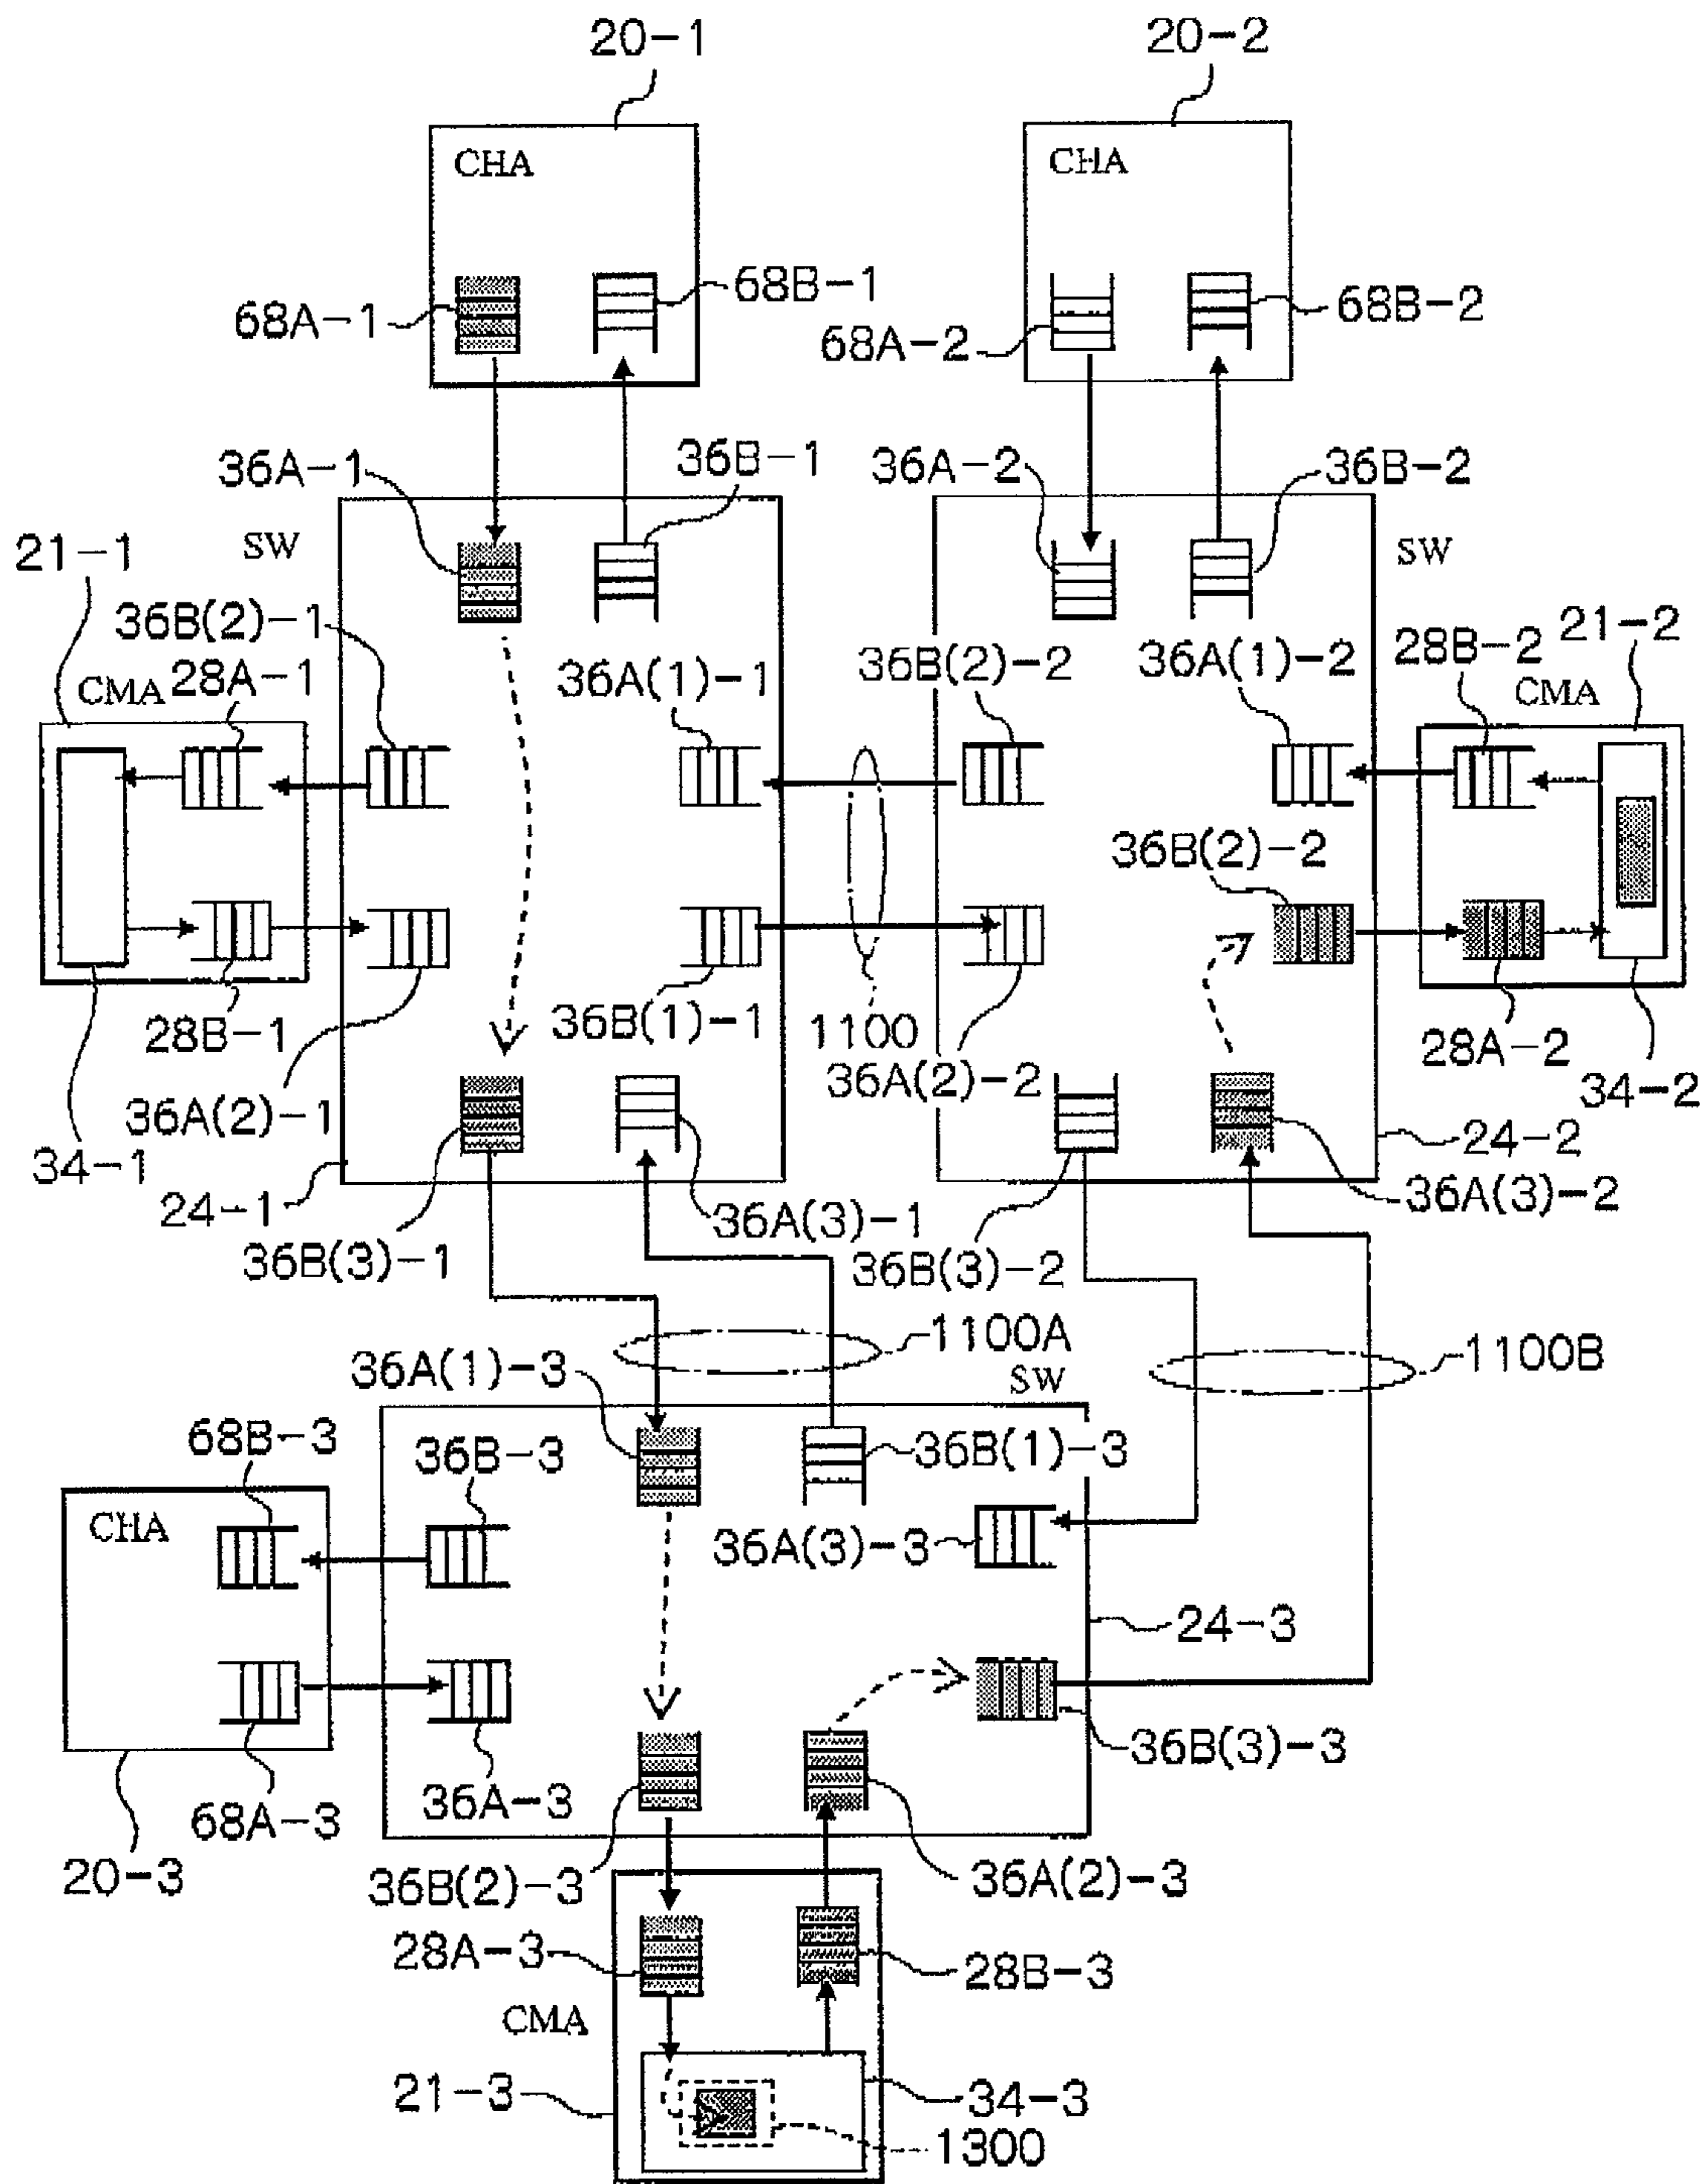 20-1
20-2
CHA
CHA
68A-1
68B-1
68A-2
68B-2
36A-1
36B-1
36A-2
36B-2
21-1
SW
SW
36B(2)-1
28A-1
CMA
36A(1)-1
36B(2)-2
36A(1)-2
28B-2
21-2
CMA
36B(2)-2
28B-1
36B(1)-1
1100
28A-2
36A(2)-1
36A(2)-2
34-2
34-1
24-1
24-2
36B(3)-1
36A(3)-1
36B(3)-2
36A(3)-2
1100A
1100B
36A(1)-3
SW
68B-3
36B-3
36B(1)-3
CHA
36A(3)-3
24-3
68A-3
36A-3
36B(3)-3
20-3
36B(2)-3
36A(2)-3
28A-3
28B-3
CMA
21-3
34-3
1300